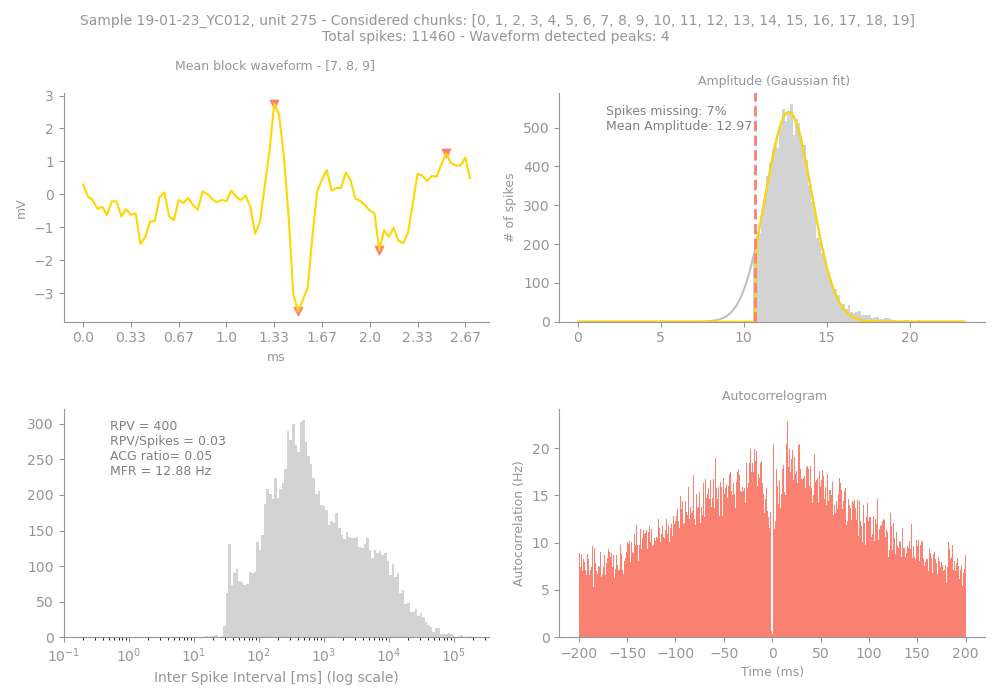 Sample 19-01-23_YC012, unit 275 - Considered chunks: [0, 1, 2, 3, 4, 5, 6, 7, 8, 9, 10, 11, 12, 13, 14, 15, 16, 17, 18, 19]
Total spikes: 11460 - Waveform detected peaks: 4
Mean block waveform - [7, 8, 9]
3
2
1
0
−1
−2
−3
mV
0.0 0.33 0.67 1.0 1.33 1.67 2.0 2.33 2.67
ms
Amplitude (Gaussian fit)
Spikes missing: 7%
Mean Amplitude: 12.97
500
400
300
200
100
0
# of spikes
0 5 10 15 20
RPV = 400
RPV/Spikes = 0.03
ACG ratio= 0.05
MFR = 12.88 Hz
300
250
200
150
100
50
0
10⁻¹ 10⁰ 10¹ 10² 10³ 10⁴ 10⁵
Inter Spike Interval [ms] (log scale)
Autocorrelogram
20
15
10
5
0
Autocorrelation (Hz)
−200 −150 −100 −50 0 50 100 150 200
Time (ms)